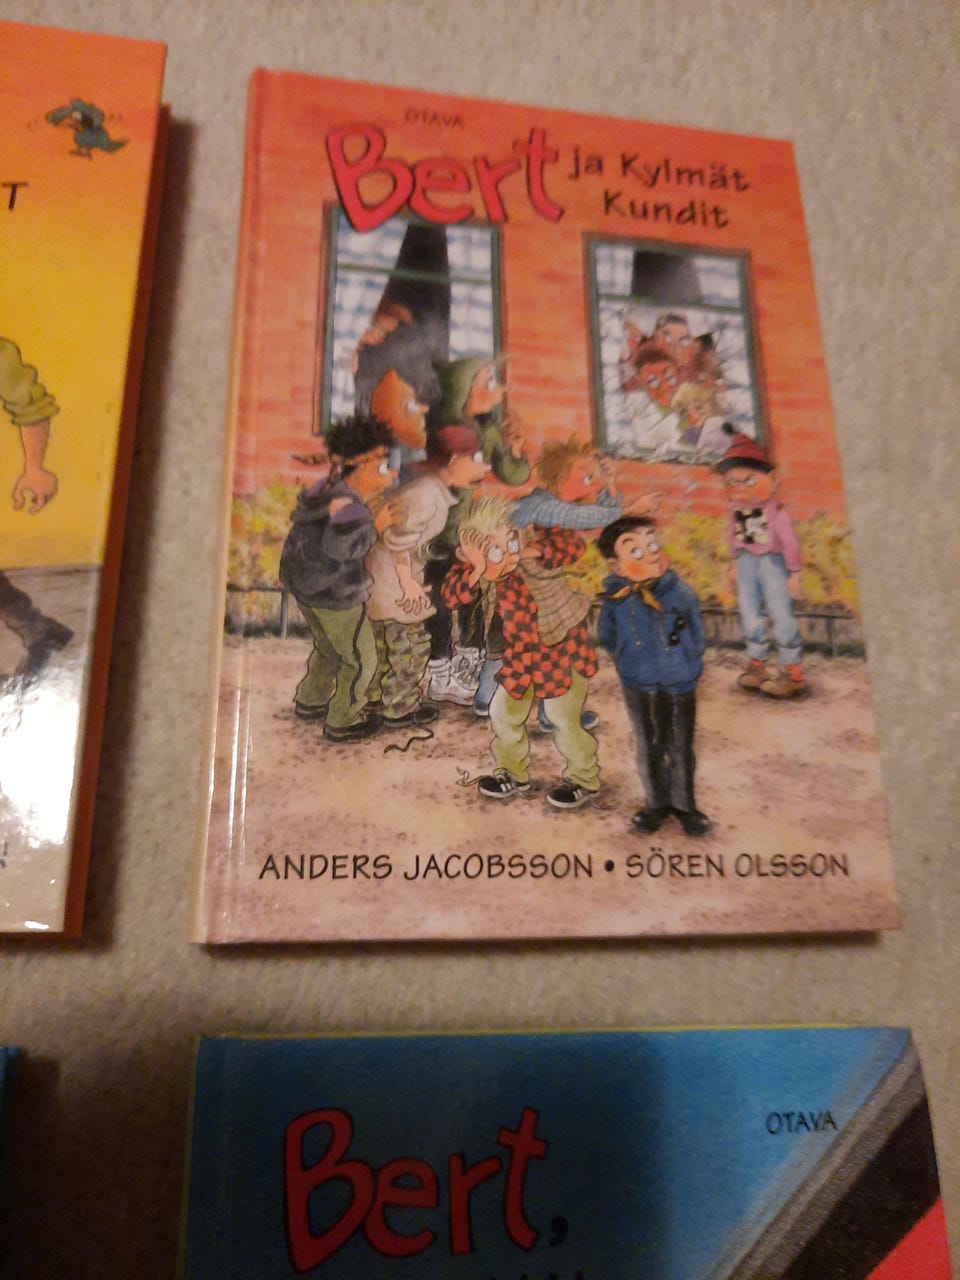 T
OTAVA
Bert ja Kylmät
Kundit
ANDERS JACOBSSON • SÖREN OLSSON
OTAVA
Bert,